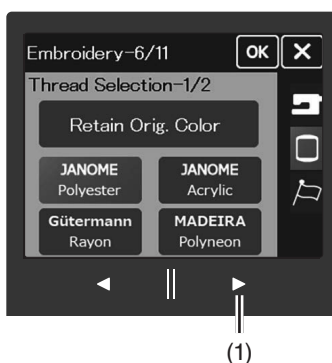 Embroidery-6/11
OK
Thread Selection-1/2
Retain Orig. Color
JANOME
Polyester
JANOME
Acrylic
Gütermann
Rayon
MADEIRA
Polyneon
(1)